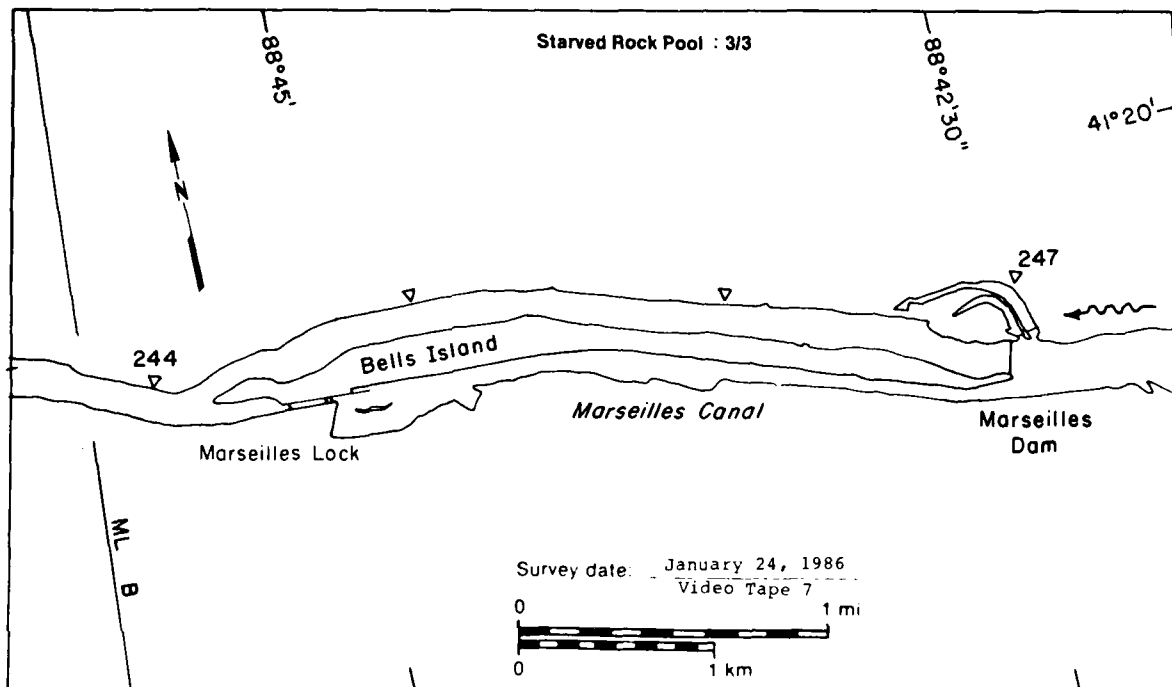 Starved Rock Pool : 3/3
88°45'
88°42'30"
41°20'
N
247
244
Bells Island
Marseilles Canal
Marseilles Lock
Marseilles
Dam
ML B
Survey date: January 24, 1986
Video Tape 7
0 1 mi
0 1 km